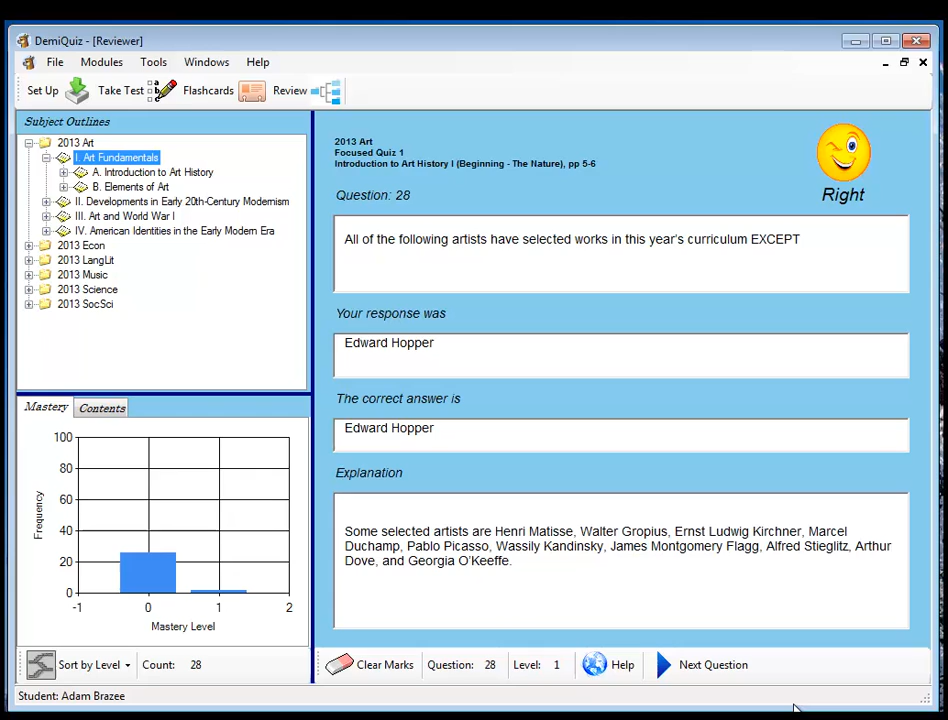 DemiQuiz - [Reviewer]
File Modules Tools Windows Help
Set Up Take Test Flashcards Review
Subject Outlines
2013 Art
I. Art Fundamentals
A. Introduction to Art History
B. Elements of Art
II. Developments in Early 20th-Century Modernism
III. Art and World War I
IV. American Identities in the Early Modern Era
2013 Econ
2013 LangLit
2013 Music
2013 Science
2013 SocSci
Mastery Contents
100
80
60
40
20
0
Frequency
-1 0 1 2
Mastery Level
Sort by Level Count: 28
2013 Art
Focused Quiz 1
Introduction to Art History I (Beginning - The Nature), pp 5-6
Right
Question: 28
All of the following artists have selected works in this year's curriculum EXCEPT
Your response was
Edward Hopper
The correct answer is
Edward Hopper
Explanation
Some selected artists are Henri Matisse, Walter Gropius, Ernst Ludwig Kirchner, Marcel
Duchamp, Pablo Picasso, Wassily Kandinsky, James Montgomery Flagg, Alfred Stieglitz, Arthur
Dove, and Georgia O'Keeffe.
Clear Marks Question: 28 Level: 1 Help Next Question
Student: Adam Brazee